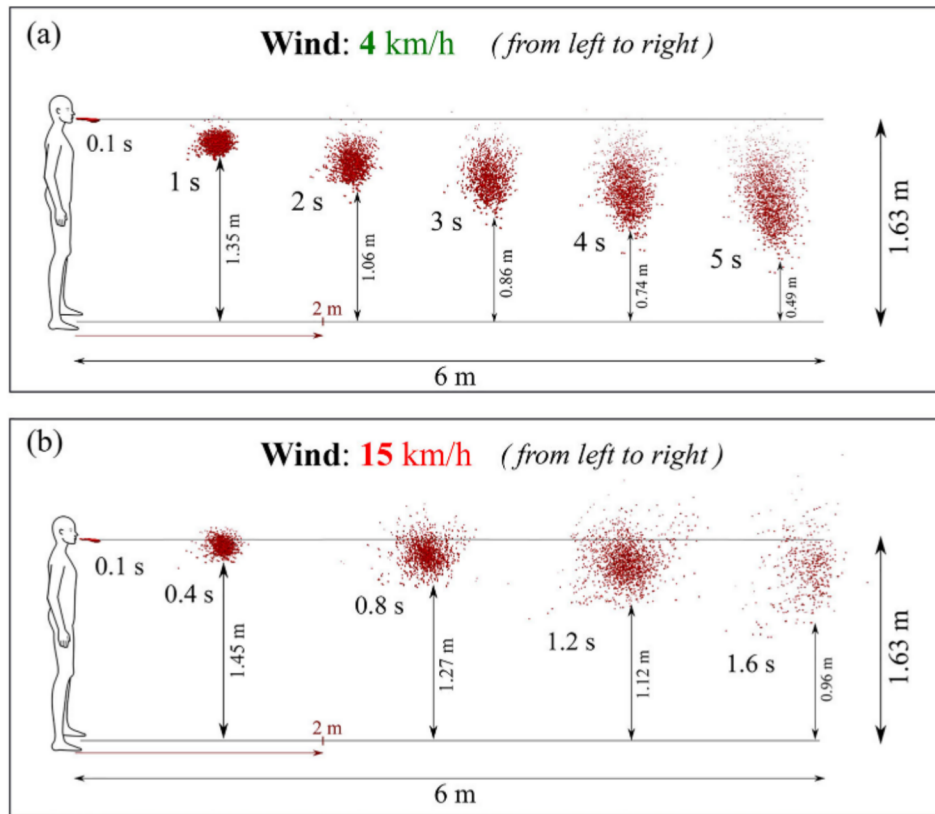 (a)
Wind: 4 km/h ( from left to right )
0.1 s
1 s
2 s
3 s
4 s
5 s
1.35 m
1.06 m
0.86 m
0.74 m
0.49 m
1.63 m
2 m
6 m
(b)
Wind: 15 km/h ( from left to right )
0.1 s
0.4 s
0.8 s
1.2 s
1.6 s
1.45 m
1.27 m
1.12 m
0.96 m
1.63 m
2 m
6 m